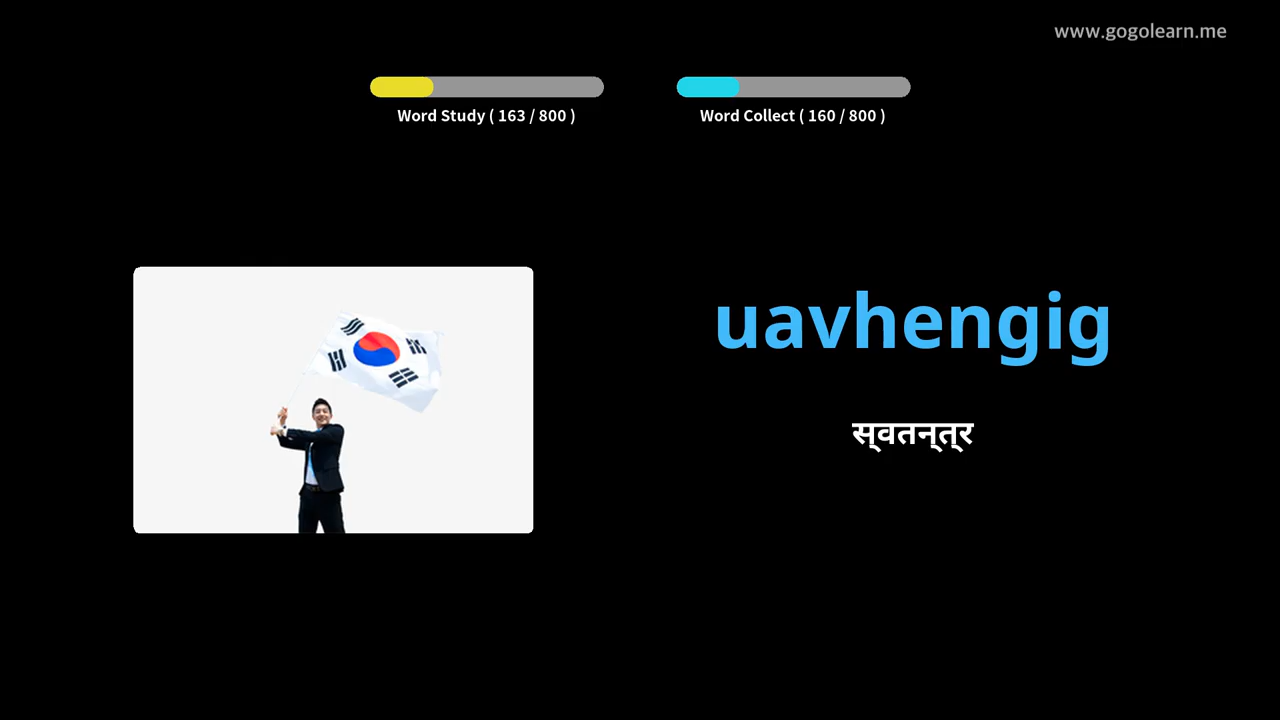 www.gogolearn.me
Word Study ( 163 / 800 )
Word Collect ( 160 / 800 )
uavhengig
स्वतन्त्र